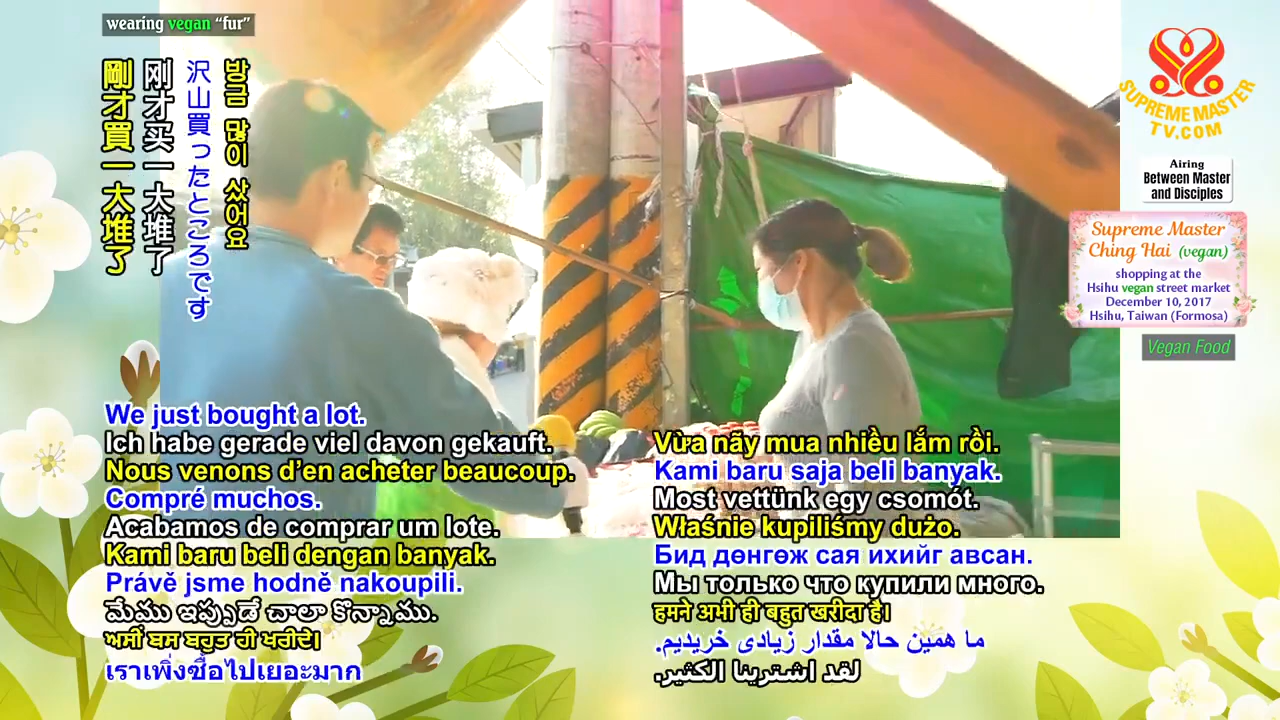 wearing vegan “fur”
剛才買一大堆了
刚才买一大堆了
沢山買ったところです
방금 많이 샀어요
SUPREME MASTER
TV.COM
Airing
Between Master
and Disciples
Supreme Master
Ching Hai (vegan)
shopping at the
Hsihu vegan street market
December 10, 2017
Hsihu, Taiwan (Formosa)
Vegan Food
We just bought a lot.
Ich habe gerade viel davon gekauft.
Nous venons d’en acheter beaucoup.
Compré muchos.
Acabamos de comprar um lote.
Kami baru beli dengan banyak.
Právě jsme hodně nakoupili.
మేము ఇప్పుడే చాలా కొన్నాము.
ਅਸੀਂ ਬਸ ਬਹੁਤ ਹੀ ਖਰੀਦੇ।
เราเพิ่งซื้อไปเยอะมาก
Vừa nãy mua nhiều lắm rồi.
Kami baru saja beli banyak.
Most vettünk egy csomót.
Właśnie kupiliśmy dużo.
Бид дөнгөж сая ихийг авсан.
Мы только что купили много.
हमने अभी ही बहुत खरीदा है।
ما همین حالا مقدار زیادی خریدیم.
لقد اشترينا الكثير.